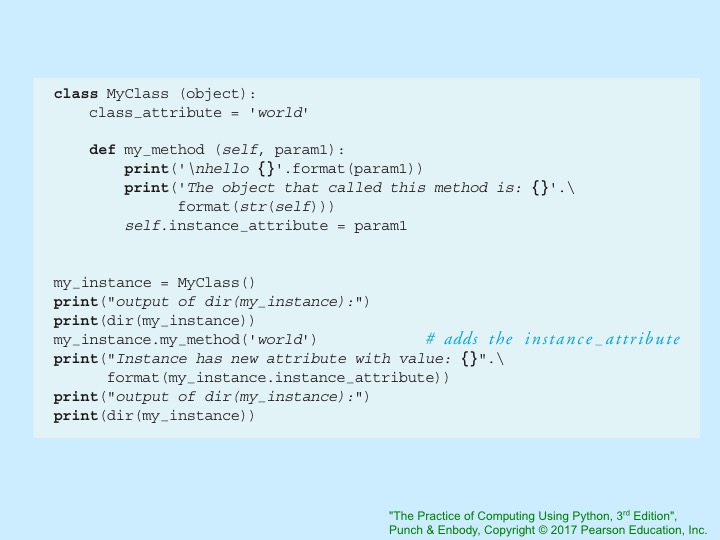 class MyClass (object):
    class_attribute = 'world'

    def my_method (self, param1):
        print('\nhello {}'.format(param1))
        print('The object that called this method is: {}'.\
              format(str(self)))
        self.instance_attribute = param1


my_instance = MyClass()
print("output of dir(my_instance):")
print(dir(my_instance))
my_instance.my_method('world')            # adds the instance_attribute
print("Instance has new attribute with value: {}".\
      format(my_instance.instance_attribute))
print("output of dir(my_instance):")
print(dir(my_instance))
"The Practice of Computing Using Python, 3rd Edition",
Punch & Enbody, Copyright © 2017 Pearson Education, Inc.